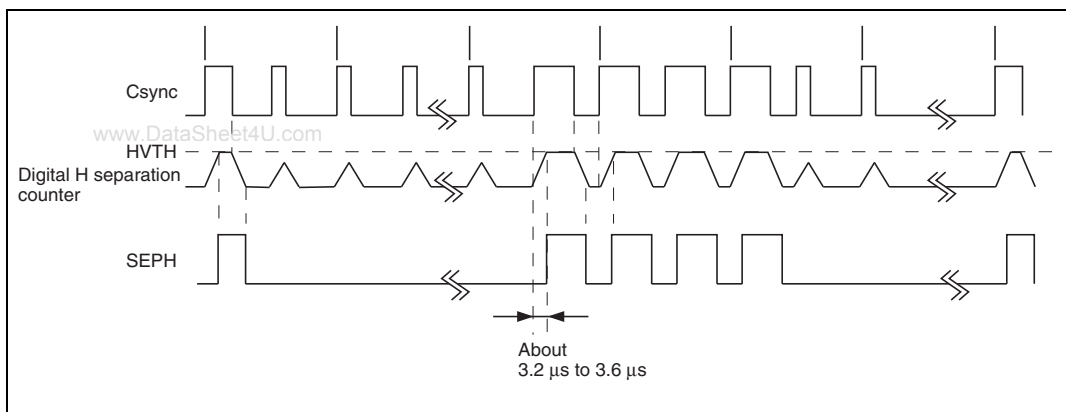 Csync
www.DataSheet4U.com
HVTH
Digital H separation
counter
SEPH
About
3.2 μs to 3.6 μs